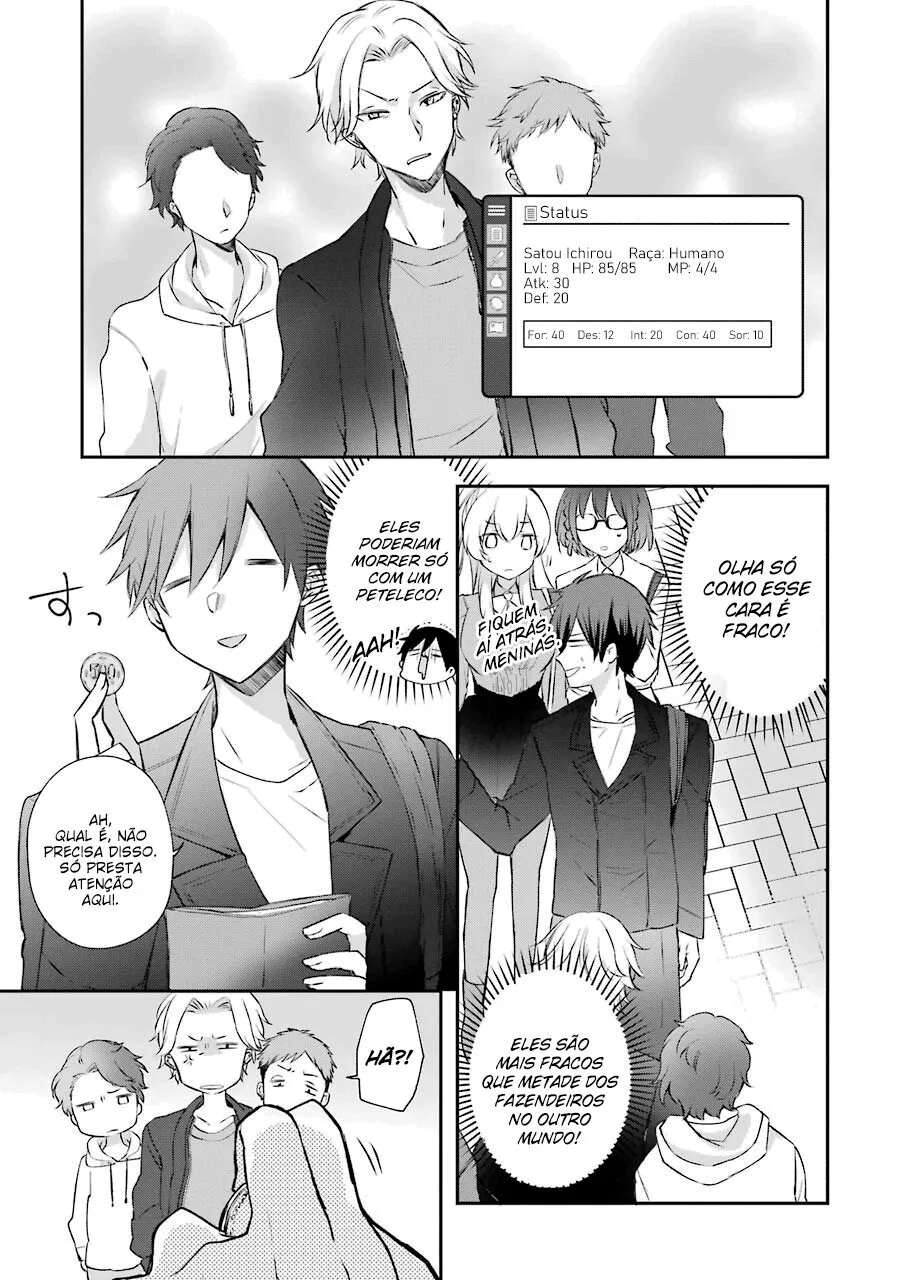 Status
Satou Ichirou Raça: Humano
Lvl: 8 HP: 85/85 MP: 4/4
Atk: 30
Def: 20
For: 40 Des: 12 Int: 20 Con: 40 Sor: 10
OLHA SÓ
COMO ESSE
CARA É
FRACO!
FIQUEM
AÍ ATRÁS,
MENINAS.
ELES SÃO
MAIS FRACOS
QUE METADE DOS
FAZENDEIROS
NO OUTRO
MUNDO!
ELES
PODERIAM
MORRER SÓ
COM UM
PETELECO!
AAH!
すっ
500
AH,
QUAL É, NÃO
PRECISA DISSO.
SÓ PRESTA
ATENÇÃO
AQUI.
HÃ?!